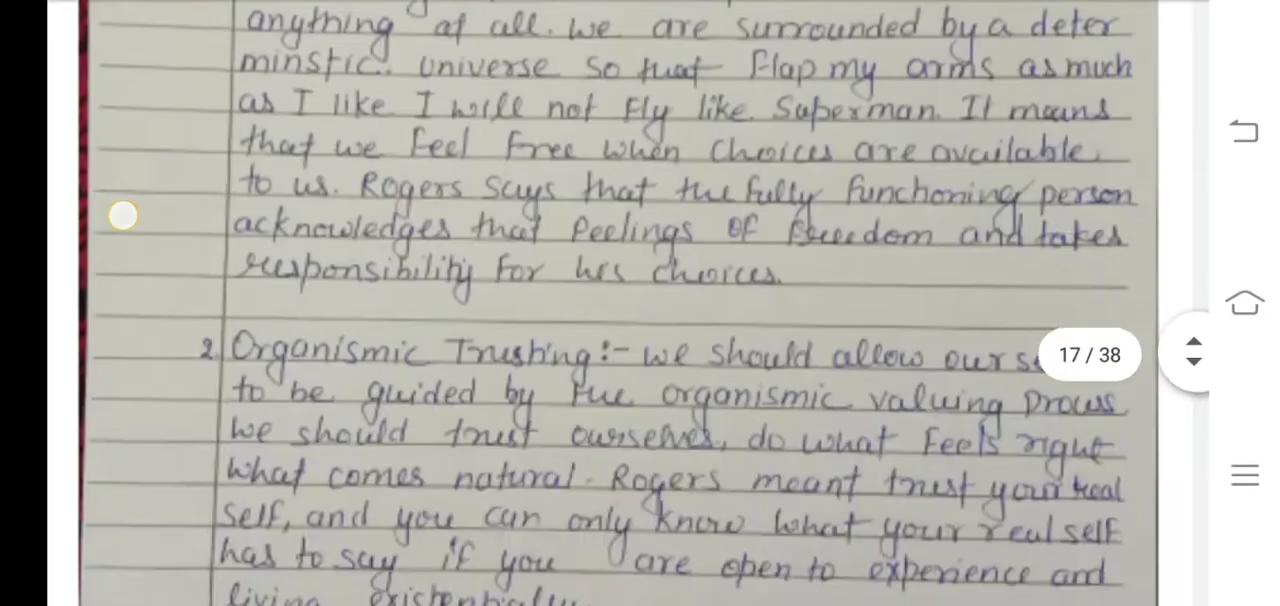 anything at all. we are surrounded by a deter
minstic. universe so that flap my arms as much
as I like I will not fly like Superman. It means
that we feel free when choices are available.
to us. Rogers says that the fully functioning person
acknowledges that feelings of freedom and takes
responsibility for his choices.
2. Organismic Trusting:- we should allow our
17 / 38
to be guided by the organismic valuing
we should trust ourselves, do what feels right
what comes natural. Rogers meant trust your real
self, and you can only know what your real self
has to say if you are open to experience and
living existentially